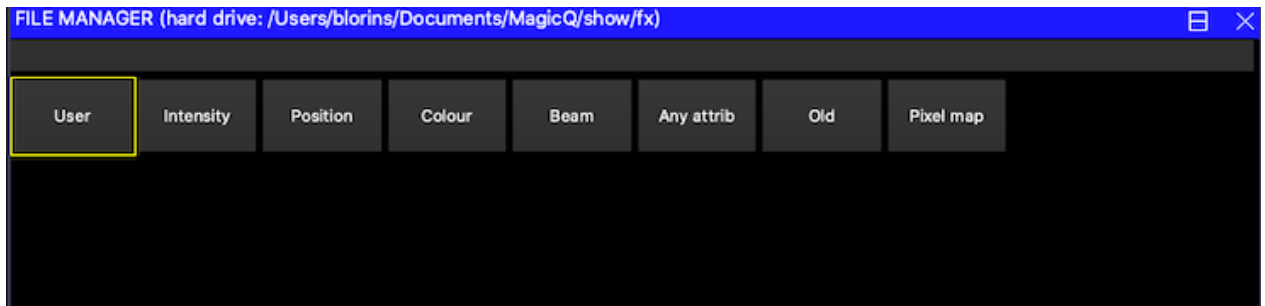 FILE MANAGER (hard drive: /Users/blorins/Documents/MagicQ/show/fx)
User Intensity Position Colour Beam Any attrib Old Pixel map